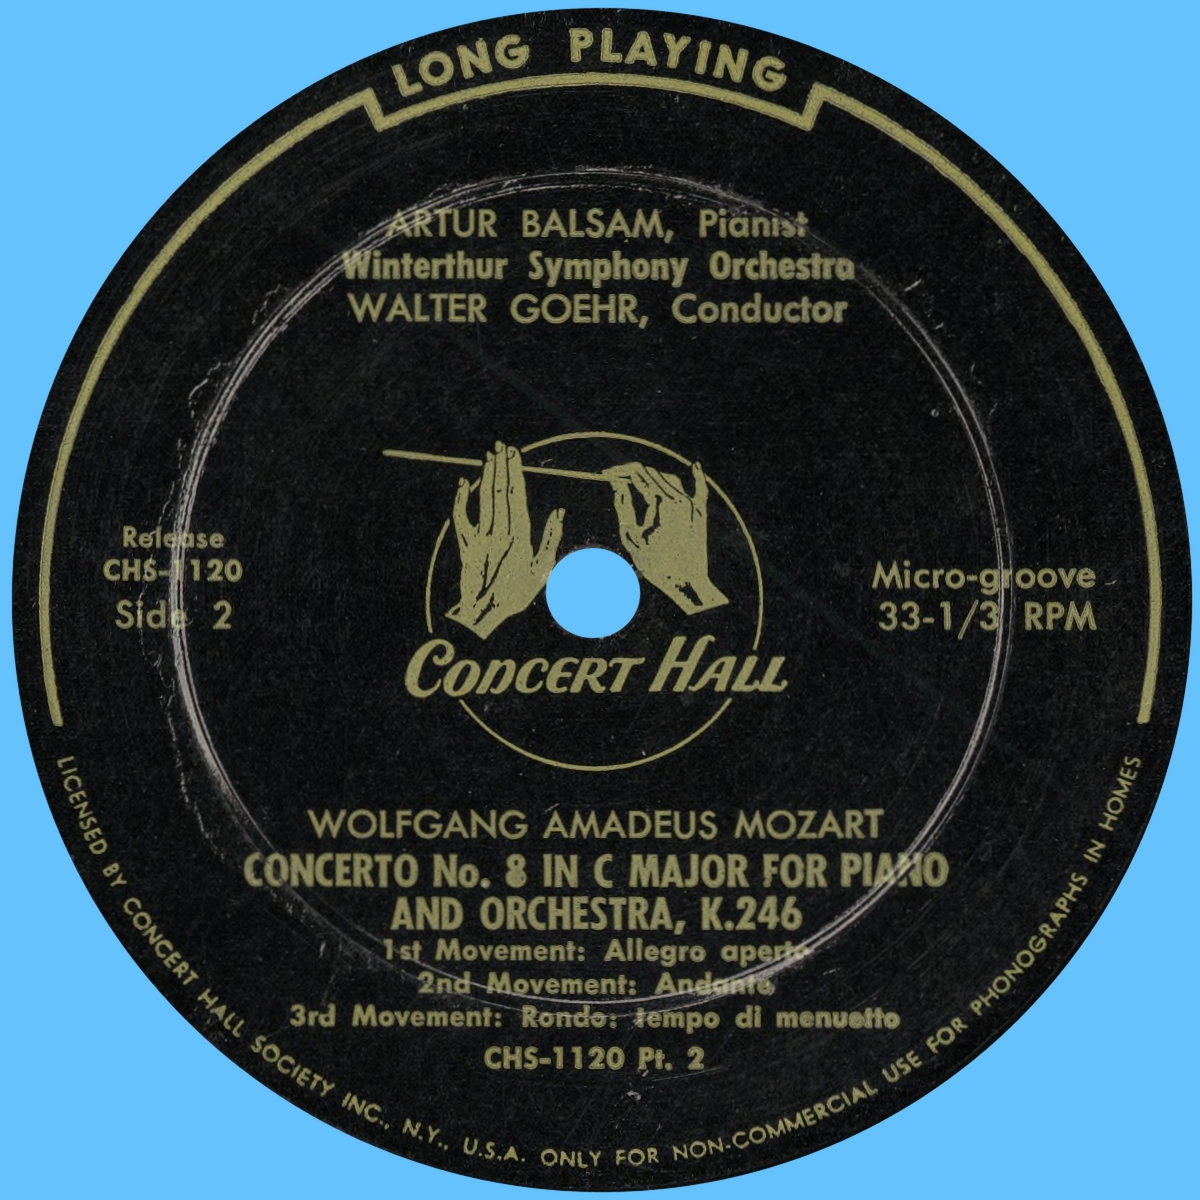 LONG PLAYING
ARTUR BALSAM, Pianist
Winterthur Symphony Orchestra
WALTER GOEHR, Conductor
Release
CHS-1120
Side 2
Micro-groove
33-1/3 RPM
CONCERT HALL
WOLFGANG AMADEUS MOZART
CONCERTO No. 8 IN C MAJOR FOR PIANO
AND ORCHESTRA, K.246
1st Movement: Allegro aperto
2nd Movement: Andante
3rd Movement: Rondo: tempo di menuetto
CHS-1120 Pt. 2
LICENSED BY CONCERT HALL SOCIETY INC., N.Y., U.S.A. ONLY FOR NON-COMMERCIAL USE FOR PHONOGRAPHS IN HOMES